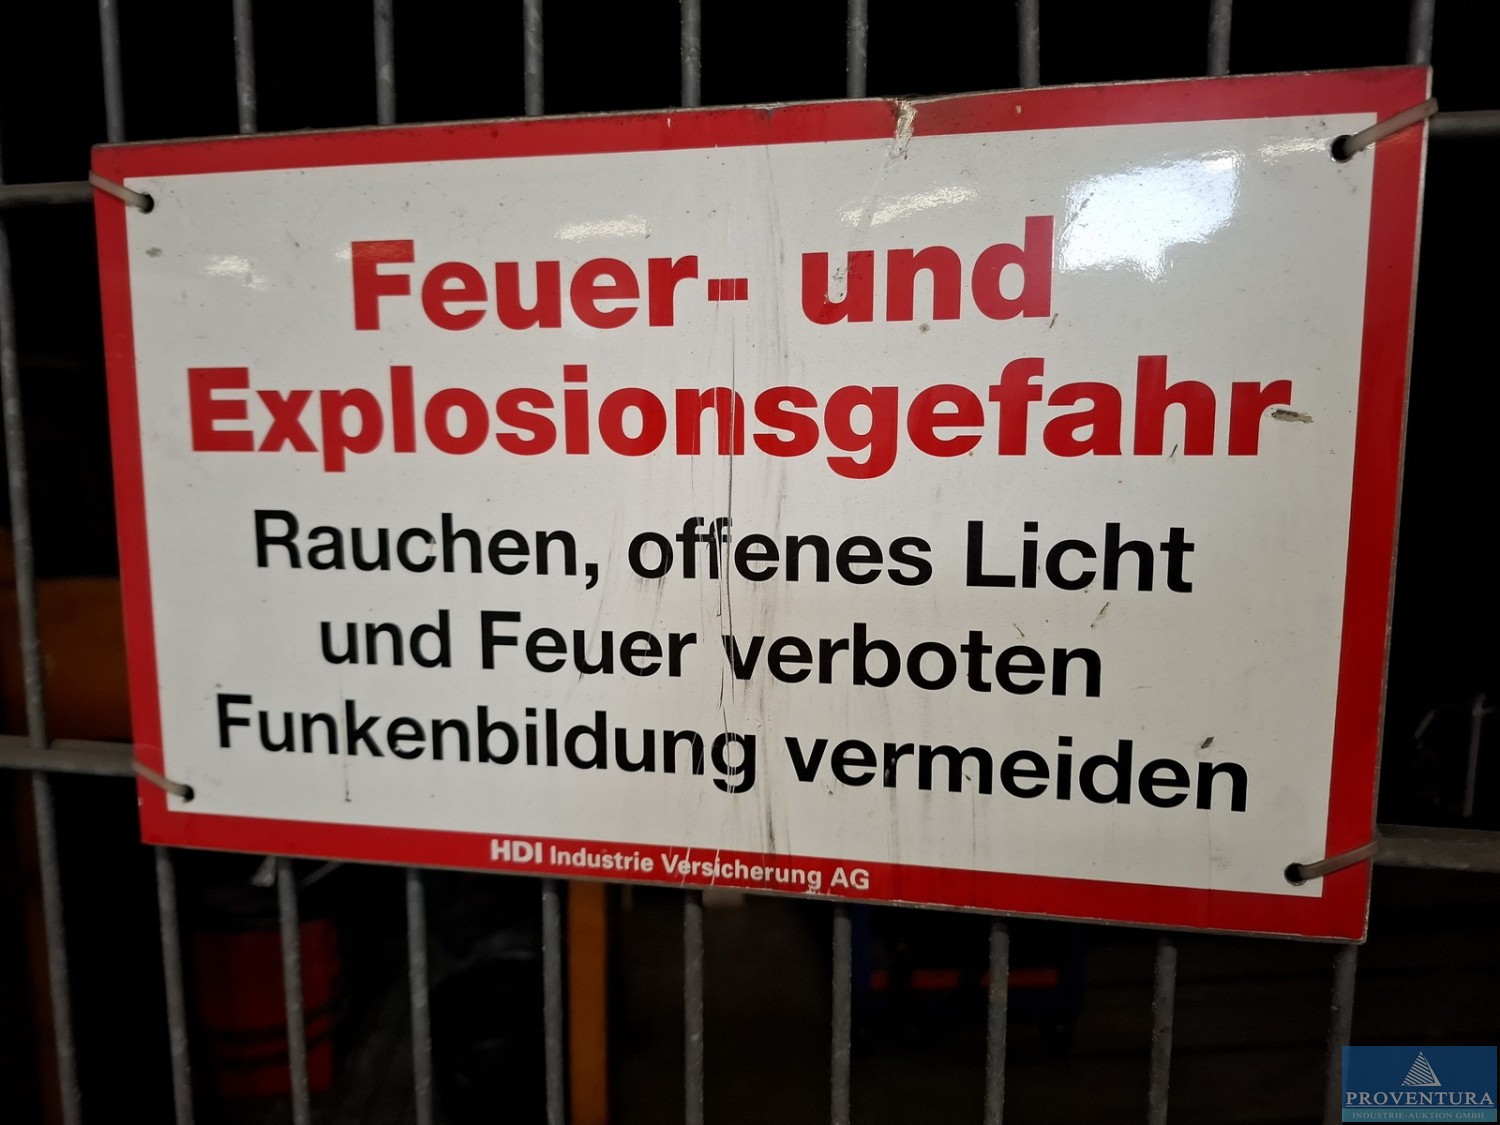 Feuer- und
Explosionsgefahr
Rauchen, offenes Licht
und Feuer verboten
Funkenbildung vermeiden
HDI Industrie Versicherung AG
PROVENTURA
INDUSTRIE-AUKTION GMBH